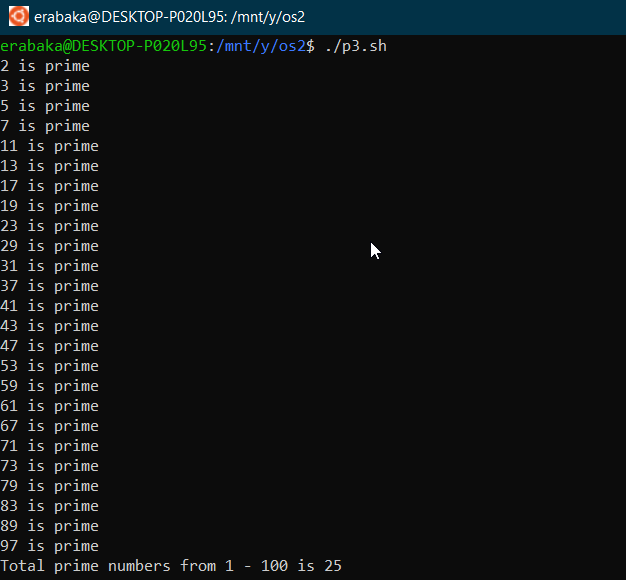 erabaka@DESKTOP-P020L95: /mnt/y/os2
erabaka@DESKTOP-P020L95:/mnt/y/os2$ ./p3.sh
2 is prime
3 is prime
5 is prime
7 is prime
11 is prime
13 is prime
17 is prime
19 is prime
23 is prime
29 is prime
31 is prime
37 is prime
41 is prime
43 is prime
47 is prime
53 is prime
59 is prime
61 is prime
67 is prime
71 is prime
73 is prime
79 is prime
83 is prime
89 is prime
97 is prime
Total prime numbers from 1 - 100 is 25